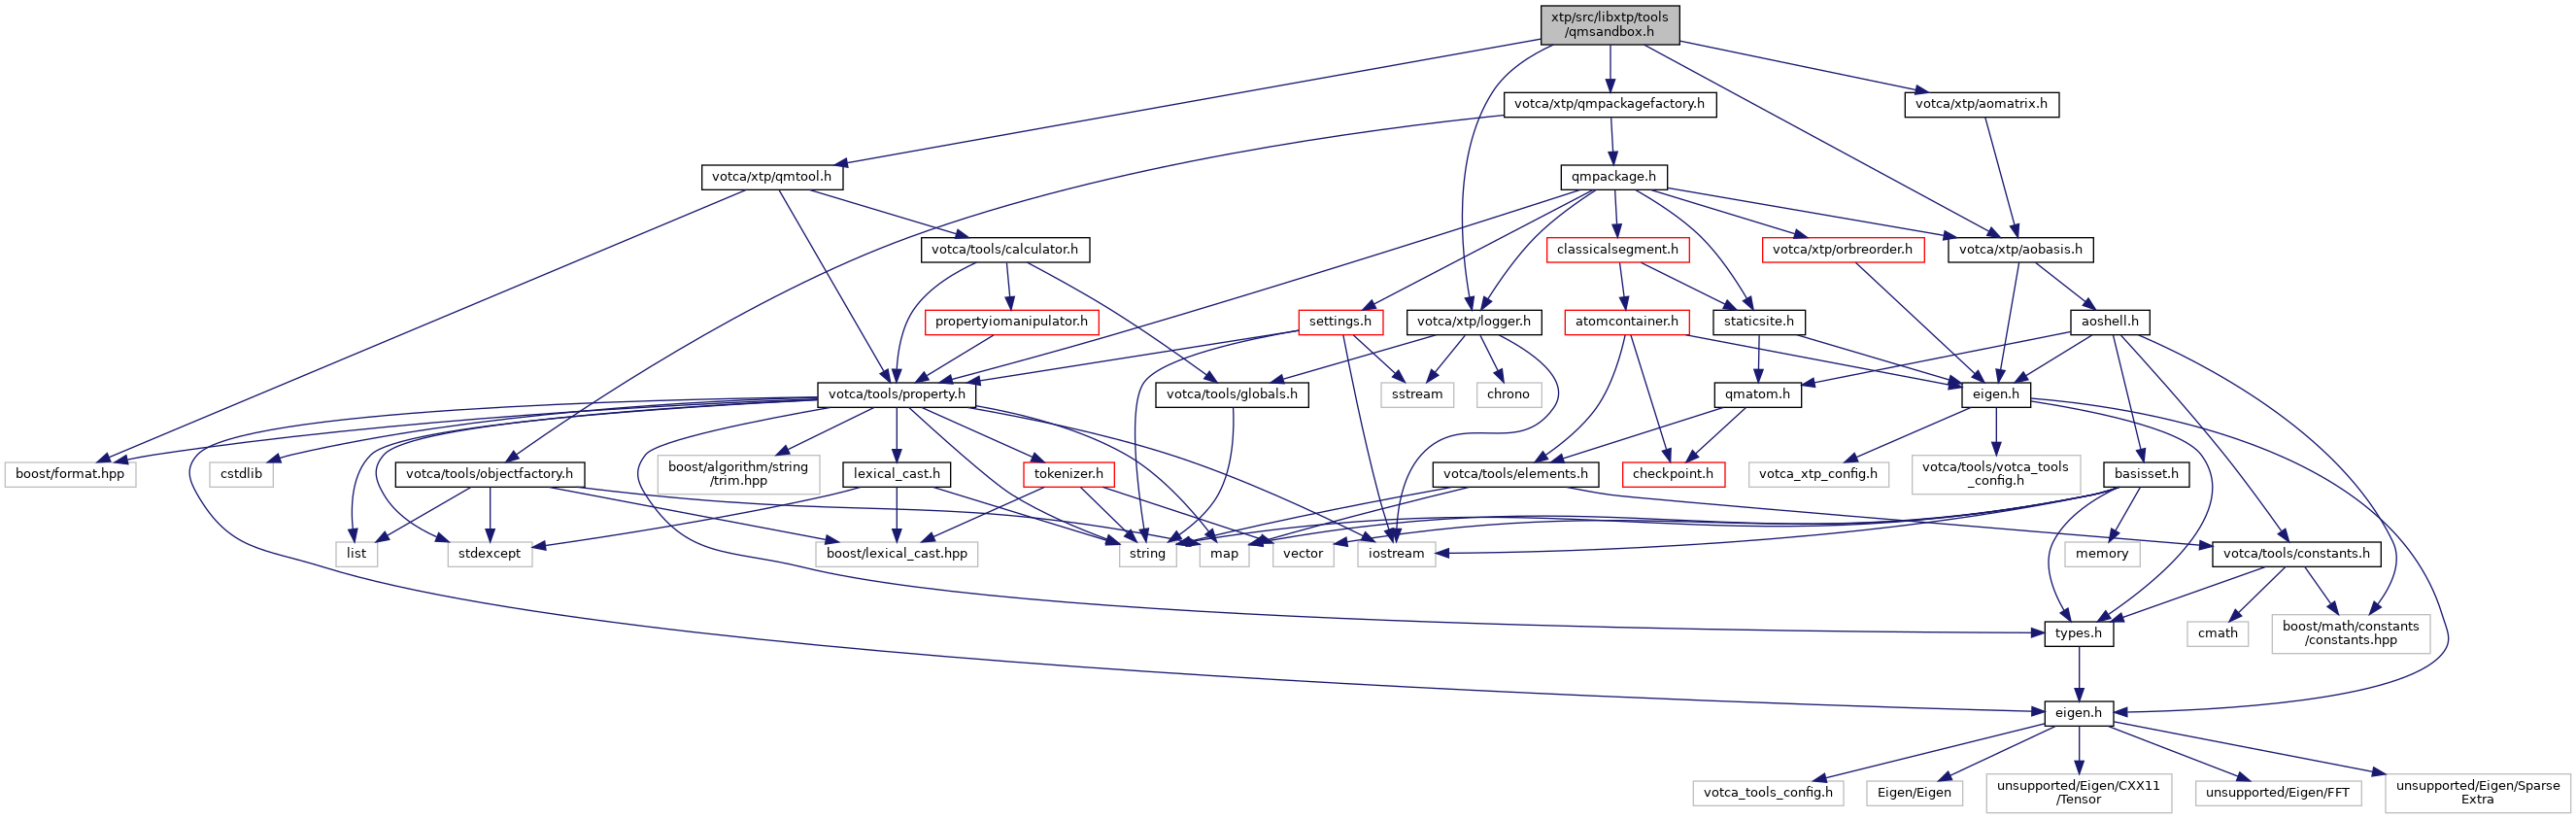 xtp/src/libxtp/tools
/qmsandbox.h
votca/xtp/qmpackagefactory.h
votca/xtp/aomatrix.h
votca/xtp/qmtool.h
qmpackage.h
votca/tools/calculator.h
classicalsegment.h
votca/xtp/orbreorder.h
votca/xtp/aobasis.h
propertyiomanipulator.h
settings.h
votca/xtp/logger.h
atomcontainer.h
staticsite.h
aoshell.h
votca/tools/property.h
votca/tools/globals.h
sstream
chrono
qmatom.h
eigen.h
boost/format.hpp
cstdlib
votca/tools/objectfactory.h
boost/algorithm/string
/trim.hpp
lexical_cast.h
tokenizer.h
votca/tools/elements.h
checkpoint.h
votca_xtp_config.h
votca/tools/votca_tools
_config.h
basisset.h
list
stdexcept
boost/lexical_cast.hpp
string
map
vector
iostream
memory
votca/tools/constants.h
types.h
cmath
boost/math/constants
/constants.hpp
eigen.h
votca_tools_config.h
Eigen/Eigen
unsupported/Eigen/CXX11
/Tensor
unsupported/Eigen/FFT
unsupported/Eigen/Sparse
Extra